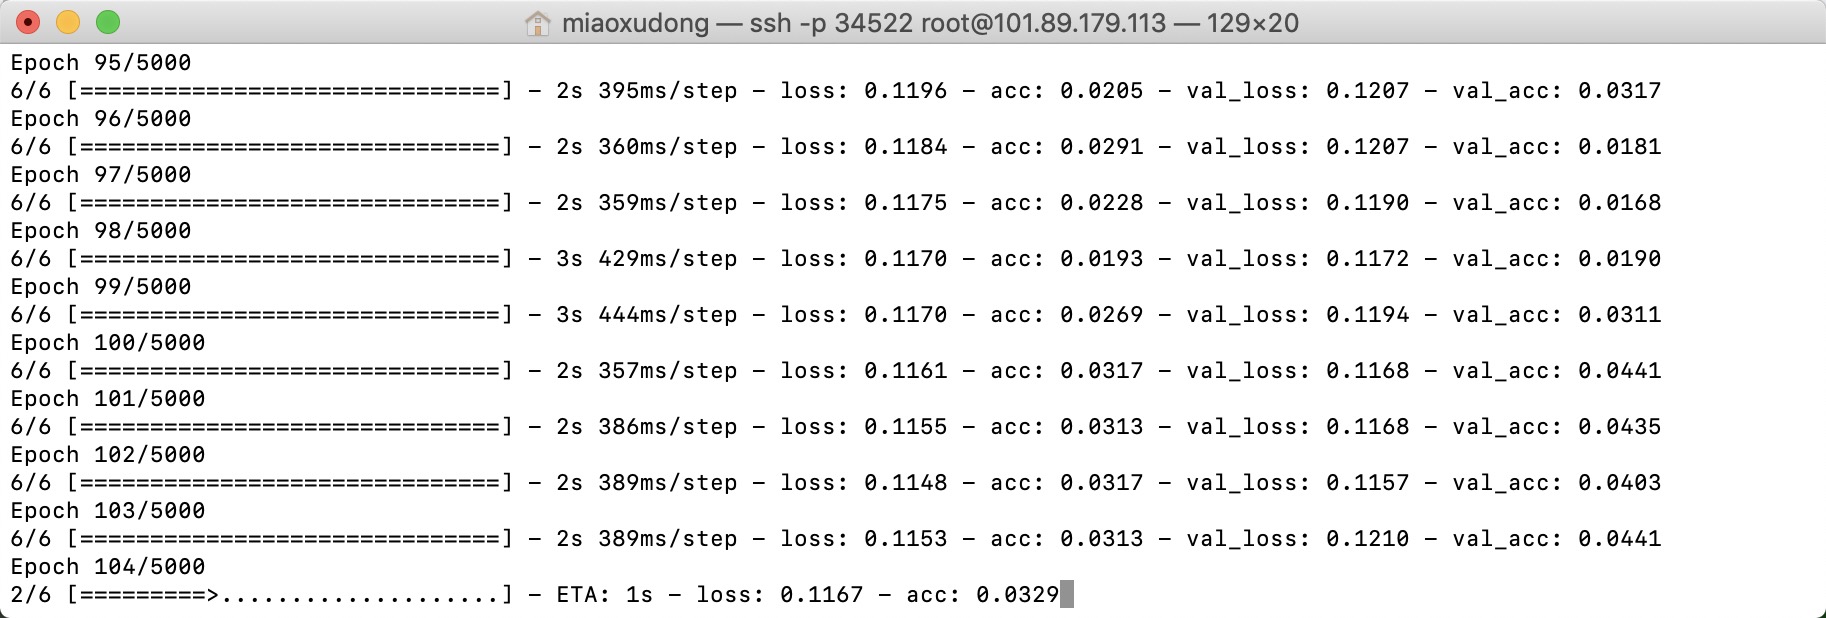 miaoxudong — ssh -p 34522 root@101.89.179.113 — 129×20
Epoch 95/5000
6/6 [==============================] - 2s 395ms/step - loss: 0.1196 - acc: 0.0205 - val_loss: 0.1207 - val_acc: 0.0317
Epoch 96/5000
6/6 [==============================] - 2s 360ms/step - loss: 0.1184 - acc: 0.0291 - val_loss: 0.1207 - val_acc: 0.0181
Epoch 97/5000
6/6 [==============================] - 2s 359ms/step - loss: 0.1175 - acc: 0.0228 - val_loss: 0.1190 - val_acc: 0.0168
Epoch 98/5000
6/6 [==============================] - 3s 429ms/step - loss: 0.1170 - acc: 0.0193 - val_loss: 0.1172 - val_acc: 0.0190
Epoch 99/5000
6/6 [==============================] - 3s 444ms/step - loss: 0.1170 - acc: 0.0269 - val_loss: 0.1194 - val_acc: 0.0311
Epoch 100/5000
6/6 [==============================] - 2s 357ms/step - loss: 0.1161 - acc: 0.0317 - val_loss: 0.1168 - val_acc: 0.0441
Epoch 101/5000
6/6 [==============================] - 2s 386ms/step - loss: 0.1155 - acc: 0.0313 - val_loss: 0.1168 - val_acc: 0.0435
Epoch 102/5000
6/6 [==============================] - 2s 389ms/step - loss: 0.1148 - acc: 0.0317 - val_loss: 0.1157 - val_acc: 0.0403
Epoch 103/5000
6/6 [==============================] - 2s 389ms/step - loss: 0.1153 - acc: 0.0313 - val_loss: 0.1210 - val_acc: 0.0441
Epoch 104/5000
2/6 [=========>....................] - ETA: 1s - loss: 0.1167 - acc: 0.0329